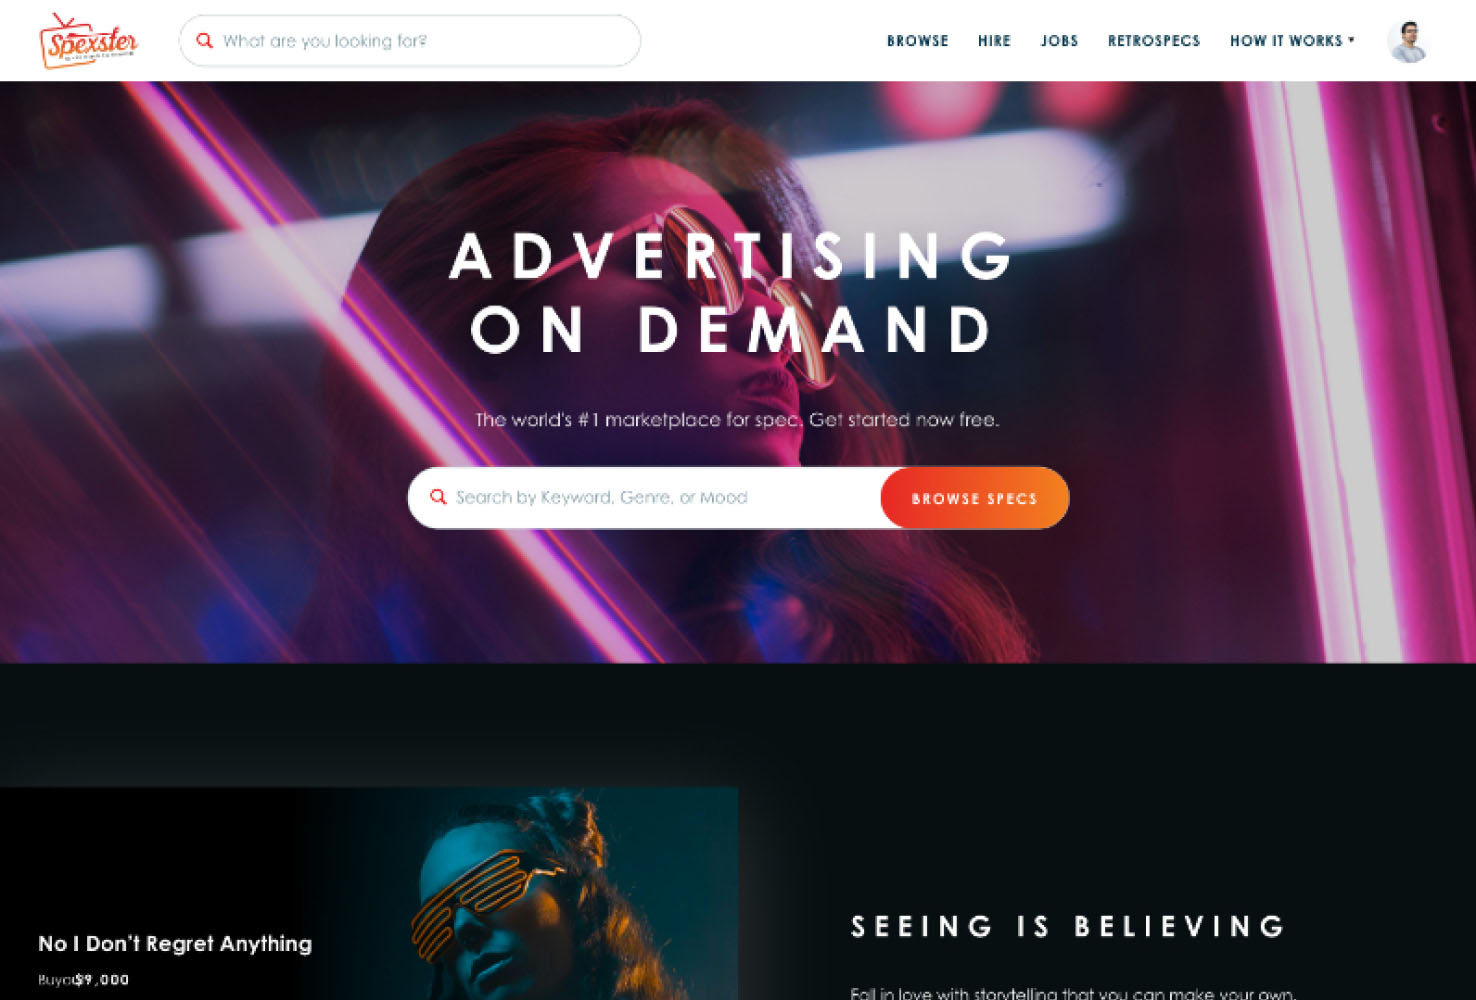 Spexster
What are you looking for?
BROWSE HIRE JOBS RETROSPECS HOW IT WORKS
ADVERTISING
ON DEMAND
The world's #1 marketplace for spec. Get started now free.
Search by Keyword, Genre, or Mood
BROWSE SPECS
No I Don't Regret Anything
$9,000
SEEING IS BELIEVING
Fall in love with storytelling that you can make your own.